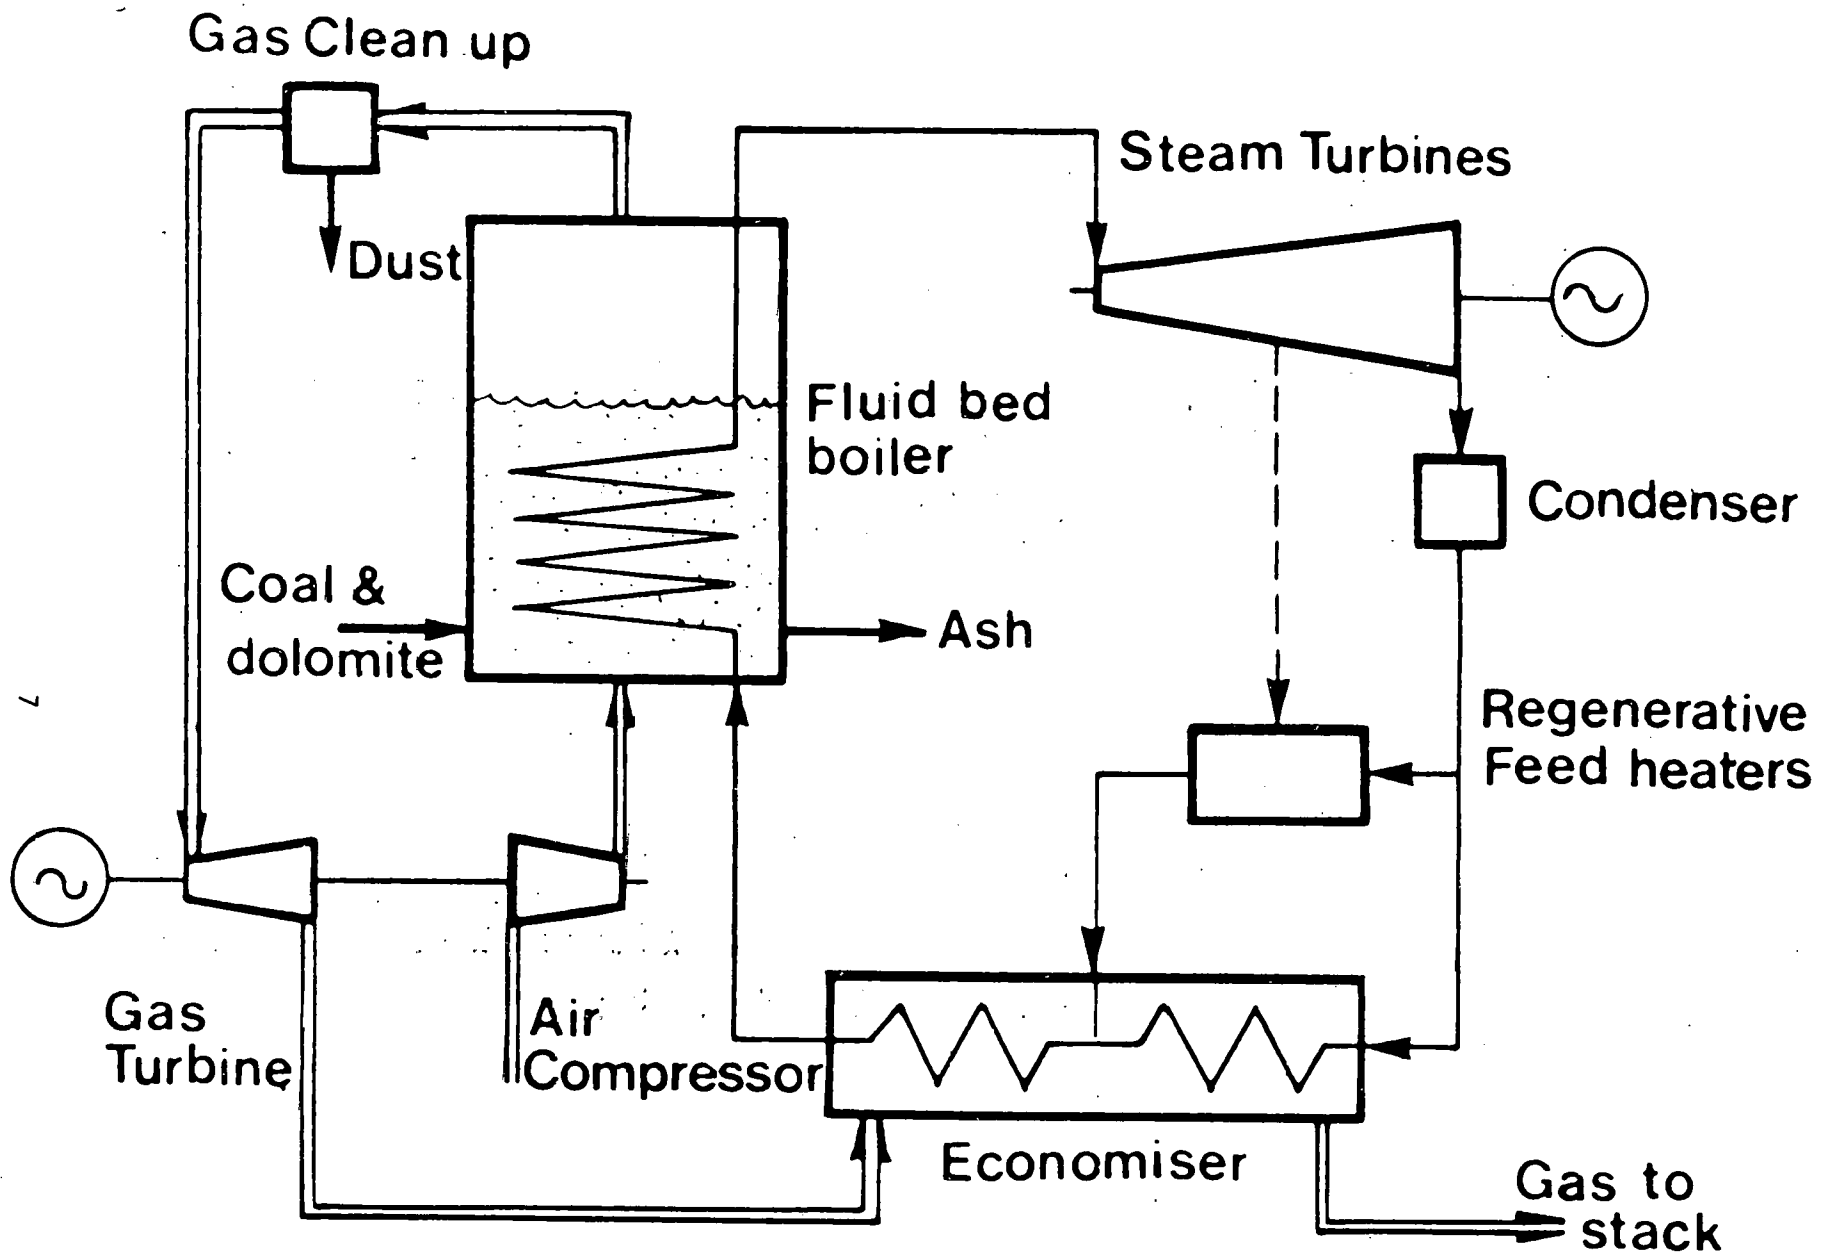 Gas Clean up
Steam Turbines
Dust
Fluid bed
boiler
Condenser
Coal &
dolomite
Ash
Regenerative
Feed heaters
Gas
Turbine
Air
Compressor
Economiser
Gas to
stack
7